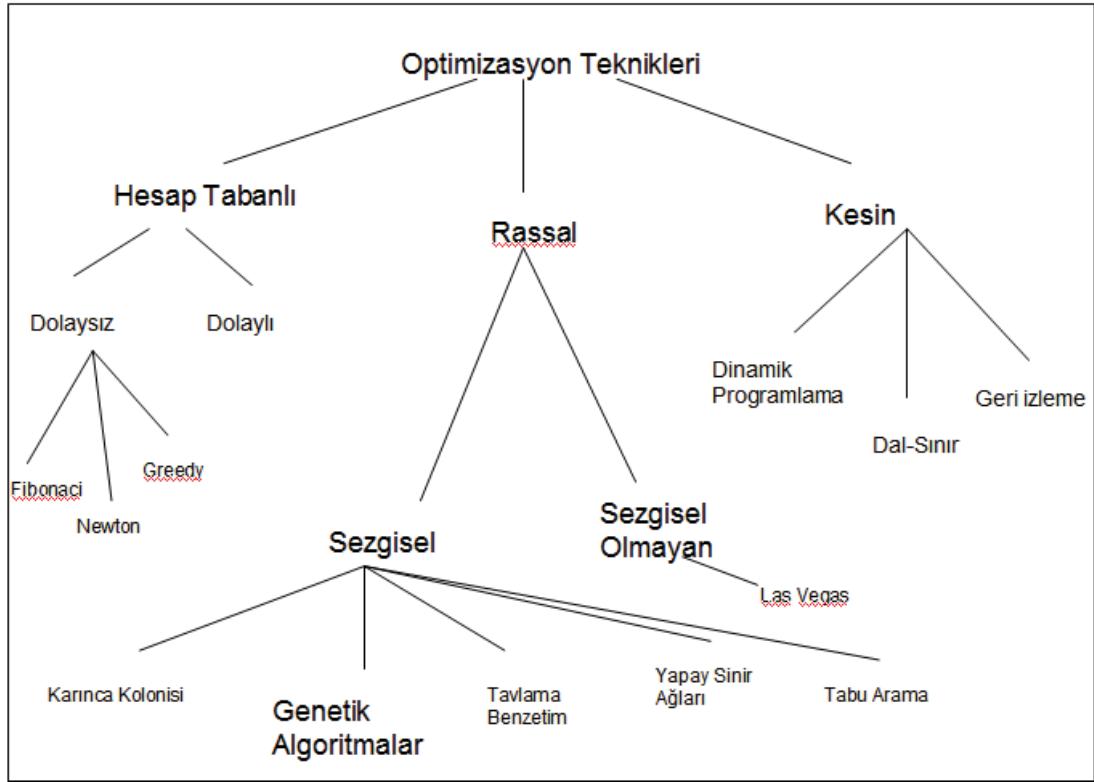 Optimizasyon Teknikleri
Hesap Tabanlı
Rassal
Kesin
Dolaysız
Dolaylı
Dinamik
Programlama
Geri izleme
Dal-Sınır
Fibonaci
Greedy
Newton
Sezgisel
Sezgisel
Olmayan
Las Vegas
Karınca Kolonisi
Genetik
Algoritmalar
Tavlama
Benzetim
Yapay Sinir
Ağları
Tabu Arama